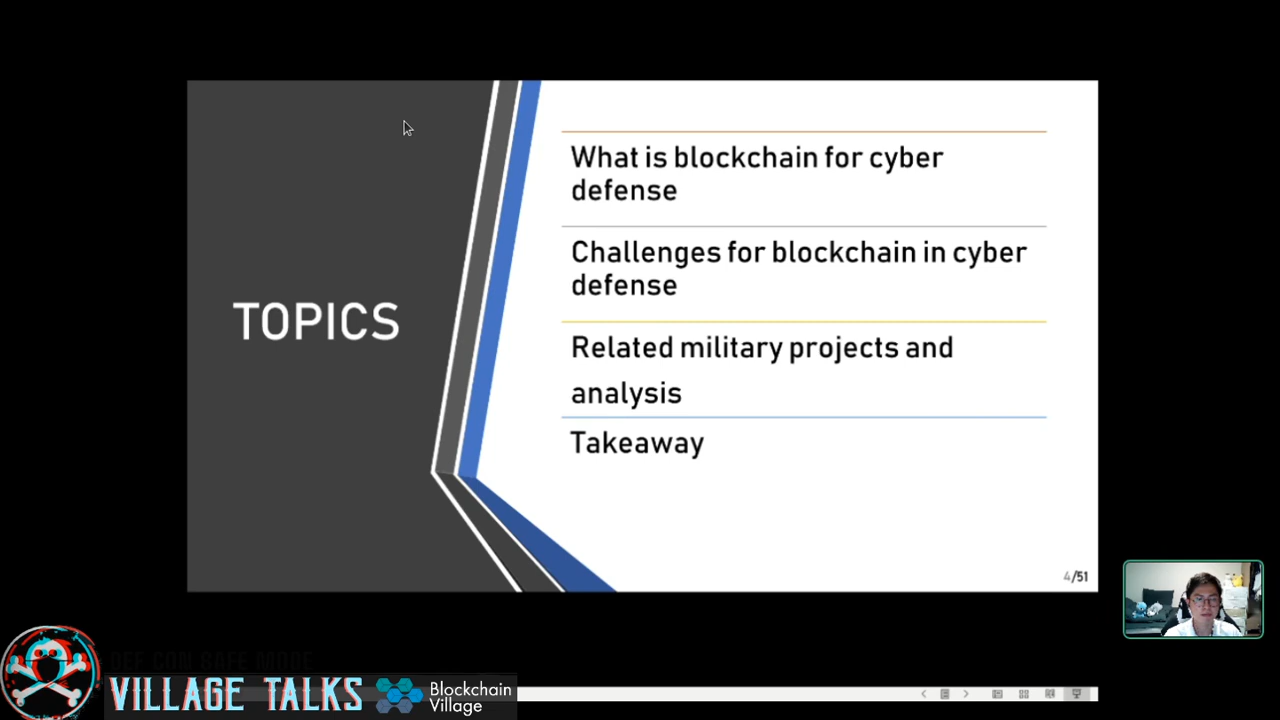 What is blockchain for cyber
defense
Challenges for blockchain in cyber
defense
TOPICS
Related military projects and
analysis
Takeaway
4/51
DEF CON SAFE MODE
VILLAGE TALKS
Blockchain
Village